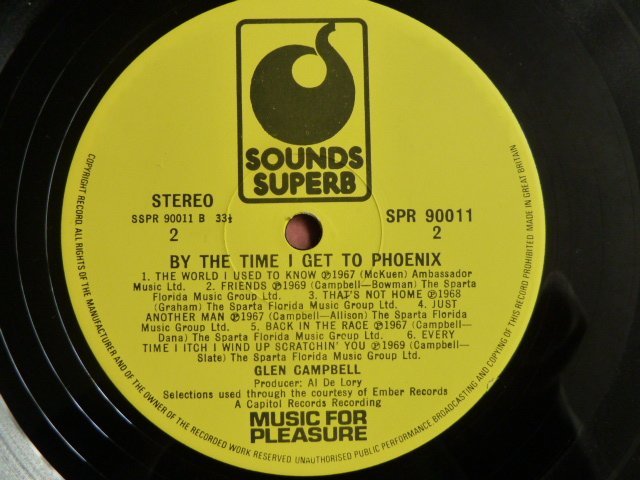 SOUNDS
SUPERB
STEREO
SSPR 90011 B 33⅓
2
SPR 90011
2
BY THE TIME I GET TO PHOENIX
1. THE WORLD I USED TO KNOW ℗1967 (McKuen) Ambassador
Music Ltd. 2. FRIENDS ℗1969 (Campbell—Bowman) The Sparta
Florida Music Group Ltd. 3. THAT'S NOT HOME ℗1968
(Graham) The Sparta Florida Music Group Ltd. 4. JUST
ANOTHER MAN ℗1967 (Campbell—Allison) The Sparta Florida
Music Group Ltd. 5. BACK IN THE RACE ℗1967 (Campbell—
Dana) The Sparta Florida Music Group Ltd. 6. EVERY
TIME I ITCH I WIND UP SCRATCHIN' YOU ℗1969 (Campbell—
Slate) The Sparta Florida Music Group Ltd.
GLEN CAMPBELL
Producer: Al De Lory
Selections used through the courtesy of Ember Records
A Capitol Records Recording
MUSIC FOR
PLEASURE
COPYRIGHT RECORD. ALL RIGHTS OF THE MANUFACTURER AND OF THE OWNER OF THE RECORDED WORK RESERVED. UNAUTHORISED PUBLIC PERFORMANCE BROADCASTING AND COPYING OF THIS RECORD PROHIBITED. MADE IN GREAT BRITAIN